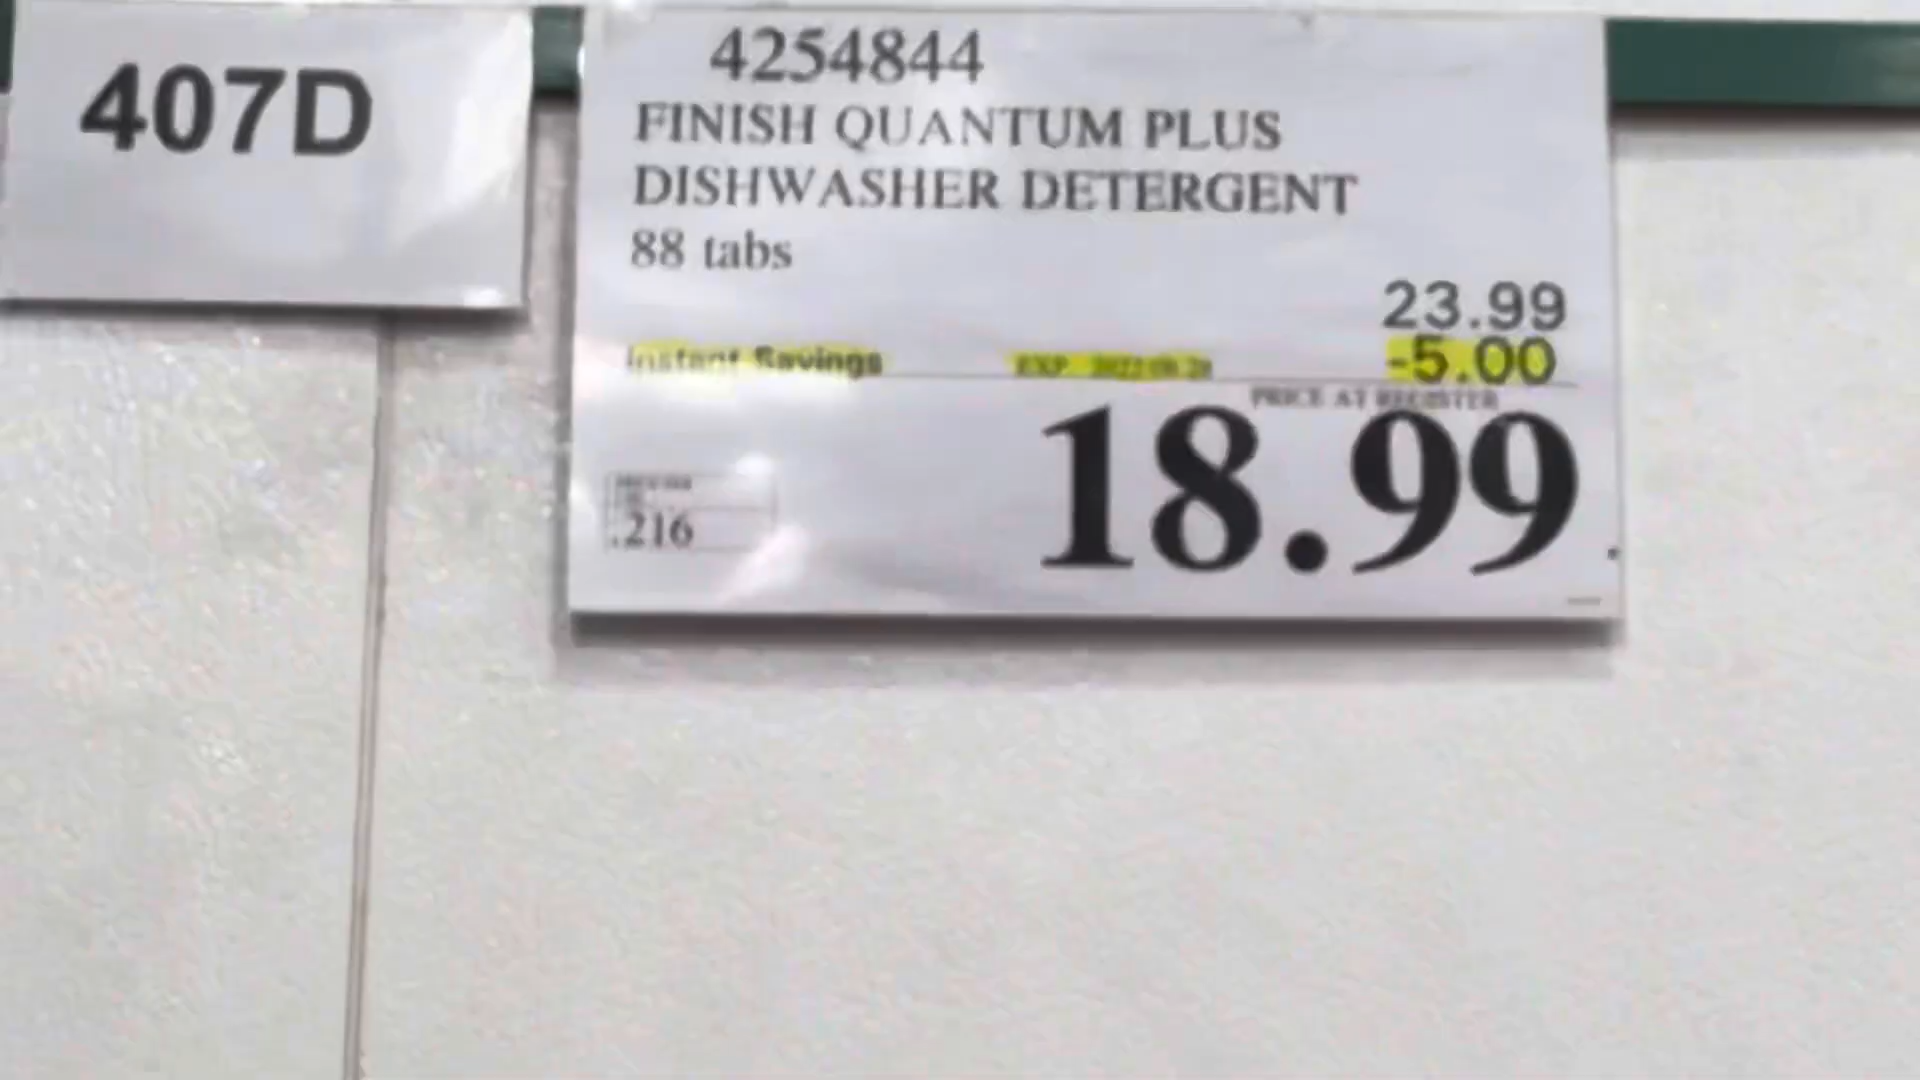 407D
4254844
FINISH QUANTUM PLUS
DISHWASHER DETERGENT
88 tabs
23.99
Instant Savings EXP -5.00
PRICE AT REGISTER
18.99
.216